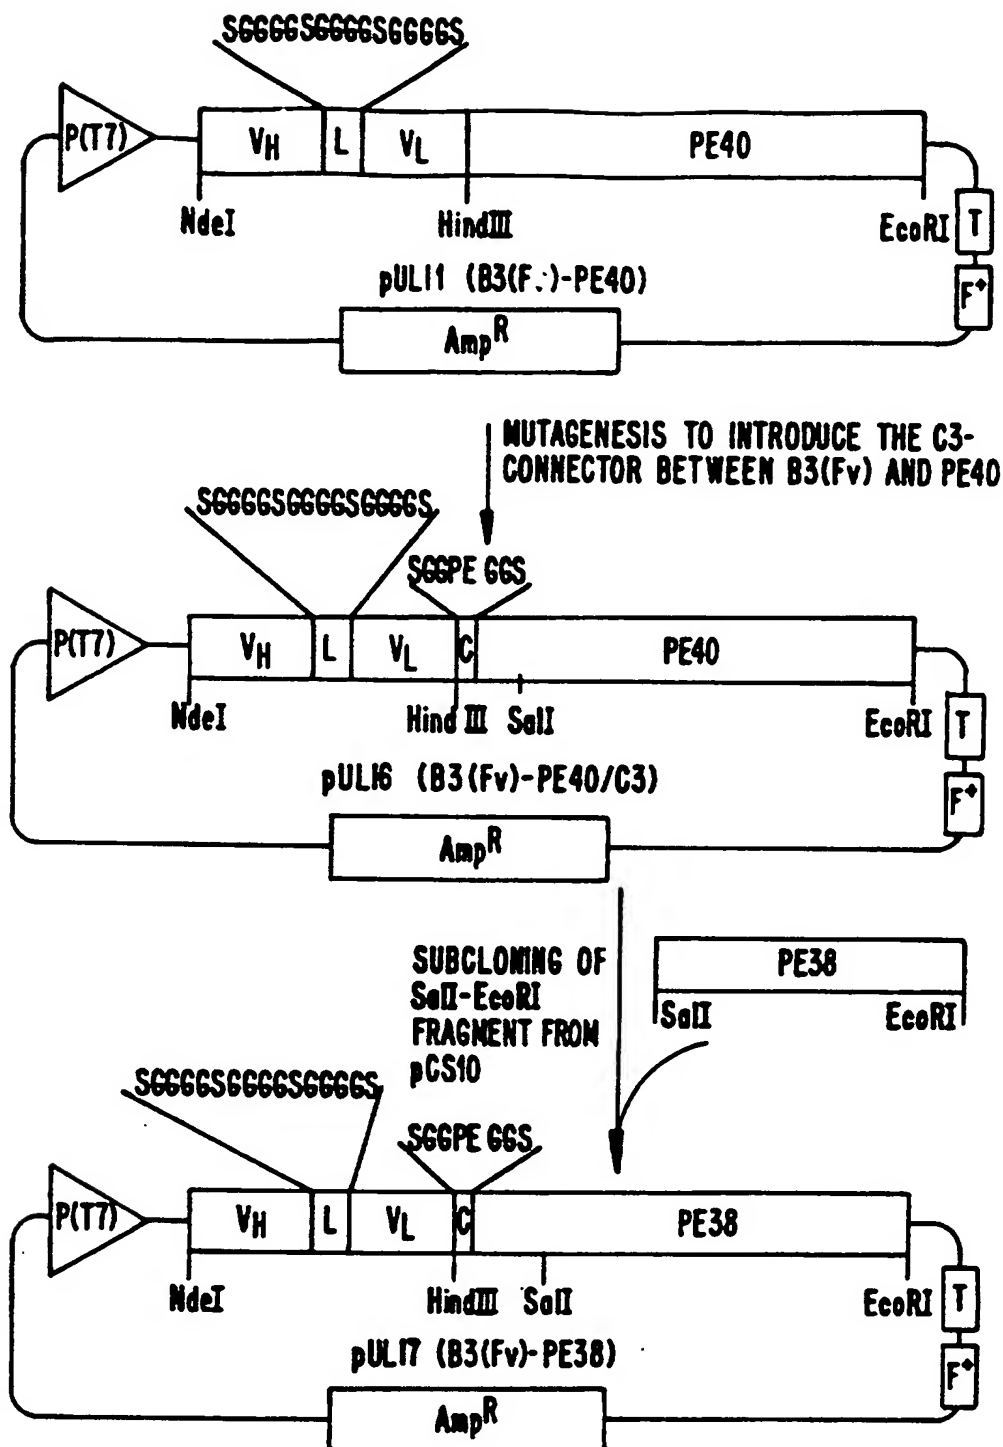 SGGGGSGGGGSGGGGS
P(T7) VH L VL PE40
NdeI HindIII EcoRI T
pULI1 (B3(F.)-PE40) F+
AmpR
MUTAGENESIS TO INTRODUCE THE C3-
CONNECTOR BETWEEN B3(Fv) AND PE40
SGGGGSGGGGSGGGGS
SGGPE GGS
P(T7) VH L VL C PE40
NdeI Hind III SalI EcoRI T
pULI6 (B3(Fv)-PE40/C3) F+
AmpR
SUBCLONING OF
SalI-EcoRI
FRAGMENT FROM
pCS10
PE38
SalI EcoRI
SGGGGSGGGGSGGGGS
SGGPE GGS
P(T7) VH L VL C PE38
NdeI HindIII SalI EcoRI T
pULI7 (B3(Fv)-PE38) F+
AmpR